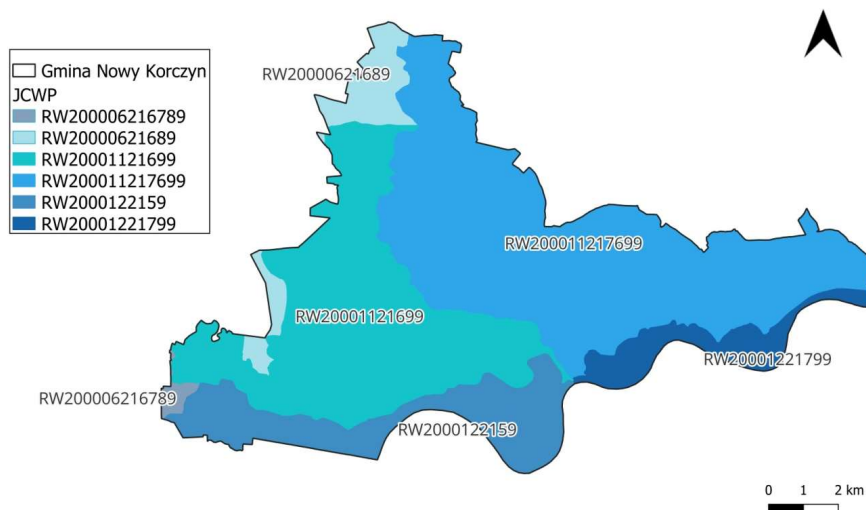 Gmina Nowy Korczyn
JCWP
RW200006216789
RW20000621689
RW20001121699
RW200011217699
RW2000122159
RW20001221799
RW20000621689
RW200011217699
RW20001121699
RW20001221799
RW200006216789
RW2000122159
0 1 2 km